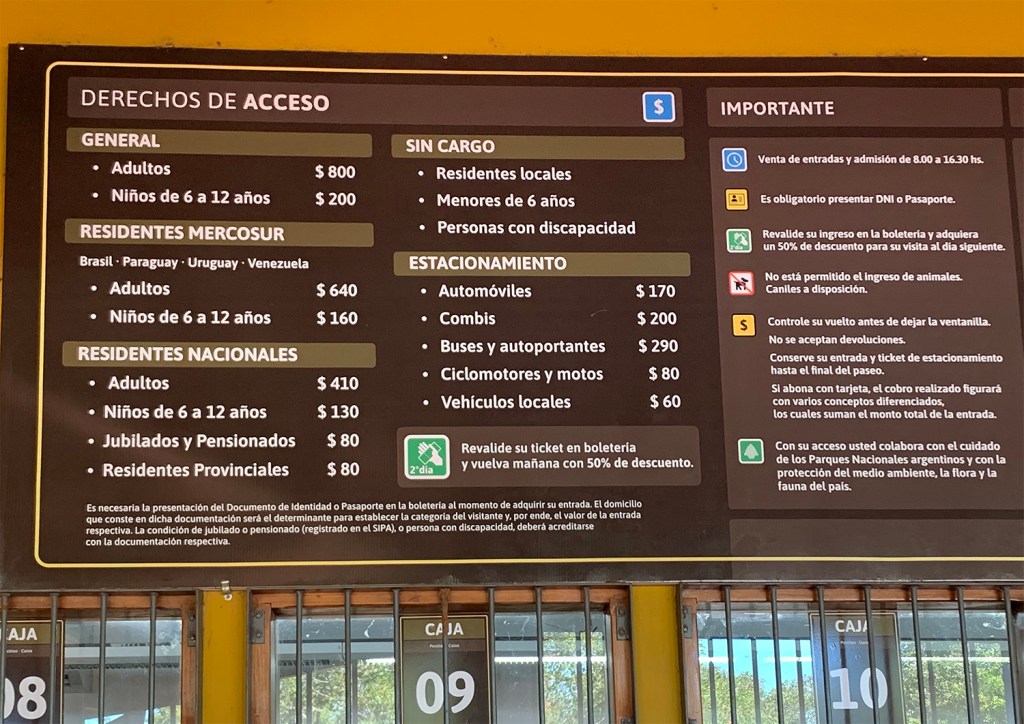 DERECHOS DE ACCESO
$
GENERAL
• Adultos $ 800
• Niños de 6 a 12 años $ 200
RESIDENTES MERCOSUR
Brasil · Paraguay · Uruguay · Venezuela
• Adultos $ 640
• Niños de 6 a 12 años $ 160
RESIDENTES NACIONALES
• Adultos $ 410
• Niños de 6 a 12 años $ 130
• Jubilados y Pensionados $ 80
• Residentes Provinciales $ 80
SIN CARGO
• Residentes locales
• Menores de 6 años
• Personas con discapacidad
ESTACIONAMIENTO
• Automóviles $ 170
• Combis $ 200
• Buses y autoportantes $ 290
• Ciclomotores y motos $ 80
• Vehículos locales $ 60
2°día
Revalide su ticket en boletería
y vuelva mañana con 50% de descuento.
Es necesaria la presentación del Documento de Identidad o Pasaporte en la boletería al momento de adquirir su entrada. El domicilio
que conste en dicha documentación será el determinante para establecer la categoría del visitante y, por ende, el valor de la entrada
respectiva. La condición de jubilado o pensionado (registrado en el SIPA), o persona con discapacidad, deberá acreditarse
con la documentación respectiva.
IMPORTANTE
Venta de entradas y admisión de 8.00 a 16.30 hs.
Es obligatorio presentar DNI o Pasaporte.
2°día
Revalide su ingreso en la boletería y adquiera
un 50% de descuento para su visita al día siguiente.
No está permitido el ingreso de animales.
Caniles a disposición.
$
Controle su vuelto antes de dejar la ventanilla.
No se aceptan devoluciones.
Conserve su entrada y ticket de estacionamiento
hasta el final del paseo.
Si abona con tarjeta, el cobro realizado figurará
con varios conceptos diferenciados,
los cuales suman el monto total de la entrada.
Con su acceso usted colabora con el cuidado
de los Parques Nacionales argentinos y con la
protección del medio ambiente, la flora y la
fauna del país.
AJA
08
CAJA
09
CAJA
10